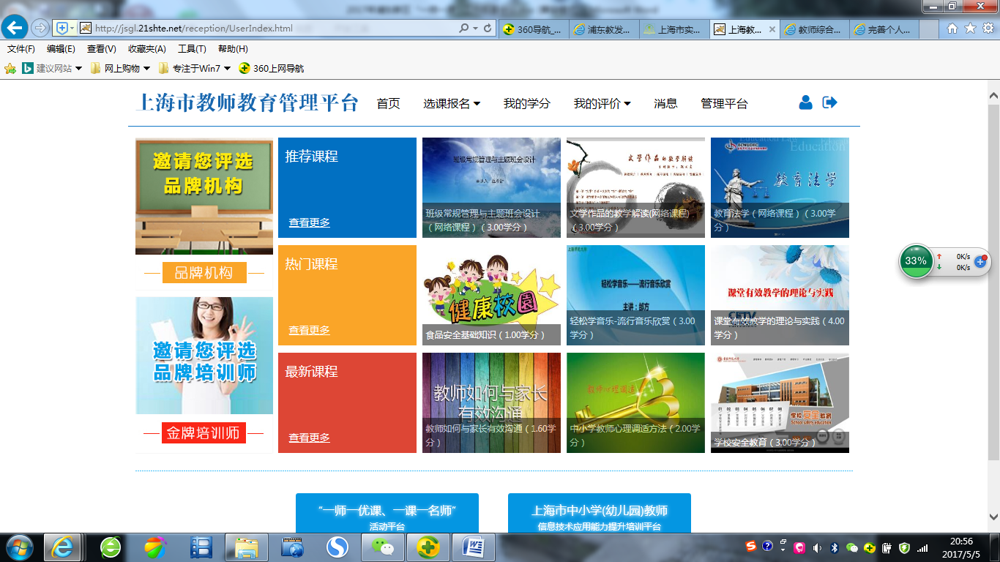 http://jsgl.21shte.net/reception/UserIndex.html
360导航_...
浦东教发...
上海市实...
上海教...
教师综合...
完善个人...
文件(F) 编辑(E) 查看(V) 收藏夹(A) 工具(T) 帮助(H)
建议网站 网上购物 专注于Win7 360上网导航
上海市教师教育管理平台
首页 选课报名 我的学分 我的评价 消息 管理平台
邀请您评选
品牌机构
品牌机构
邀请您评选
品牌培训师
金牌培训师
推荐课程
查看更多
班级常规管理与主题班会设计
班级常规管理与主题班会设计
（网络课程）（3.00学分）
文学作品的教学解读
文学作品的教学解读(网络课程)
（3.00学分）
教育法学
教育法学（网络课程）（3.00学
分）
热门课程
查看更多
健康校园
食品安全基础知识（1.00学分）
轻松学音乐——流行音乐欣赏
主讲：邰方
轻松学音乐-流行音乐欣赏（3.00
学分）
课堂有效教学的理论与实践
课堂有效教学的理论与实践（4.00
学分）
最新课程
查看更多
教师如何与家长
有效沟通
教师如何与家长有效沟通（1.60学
分）
教师心理调适
中小学教师心理调适方法（2.00学
分）
学校安全教育
School safety education
学校安全教育（3.00学分）
“一师一优课、一课一名师”
活动平台
上海市中小学(幼儿园)教师
信息技术应用能力提升培训平台
33%
0K/s
0K/s
20:56
2017/5/5